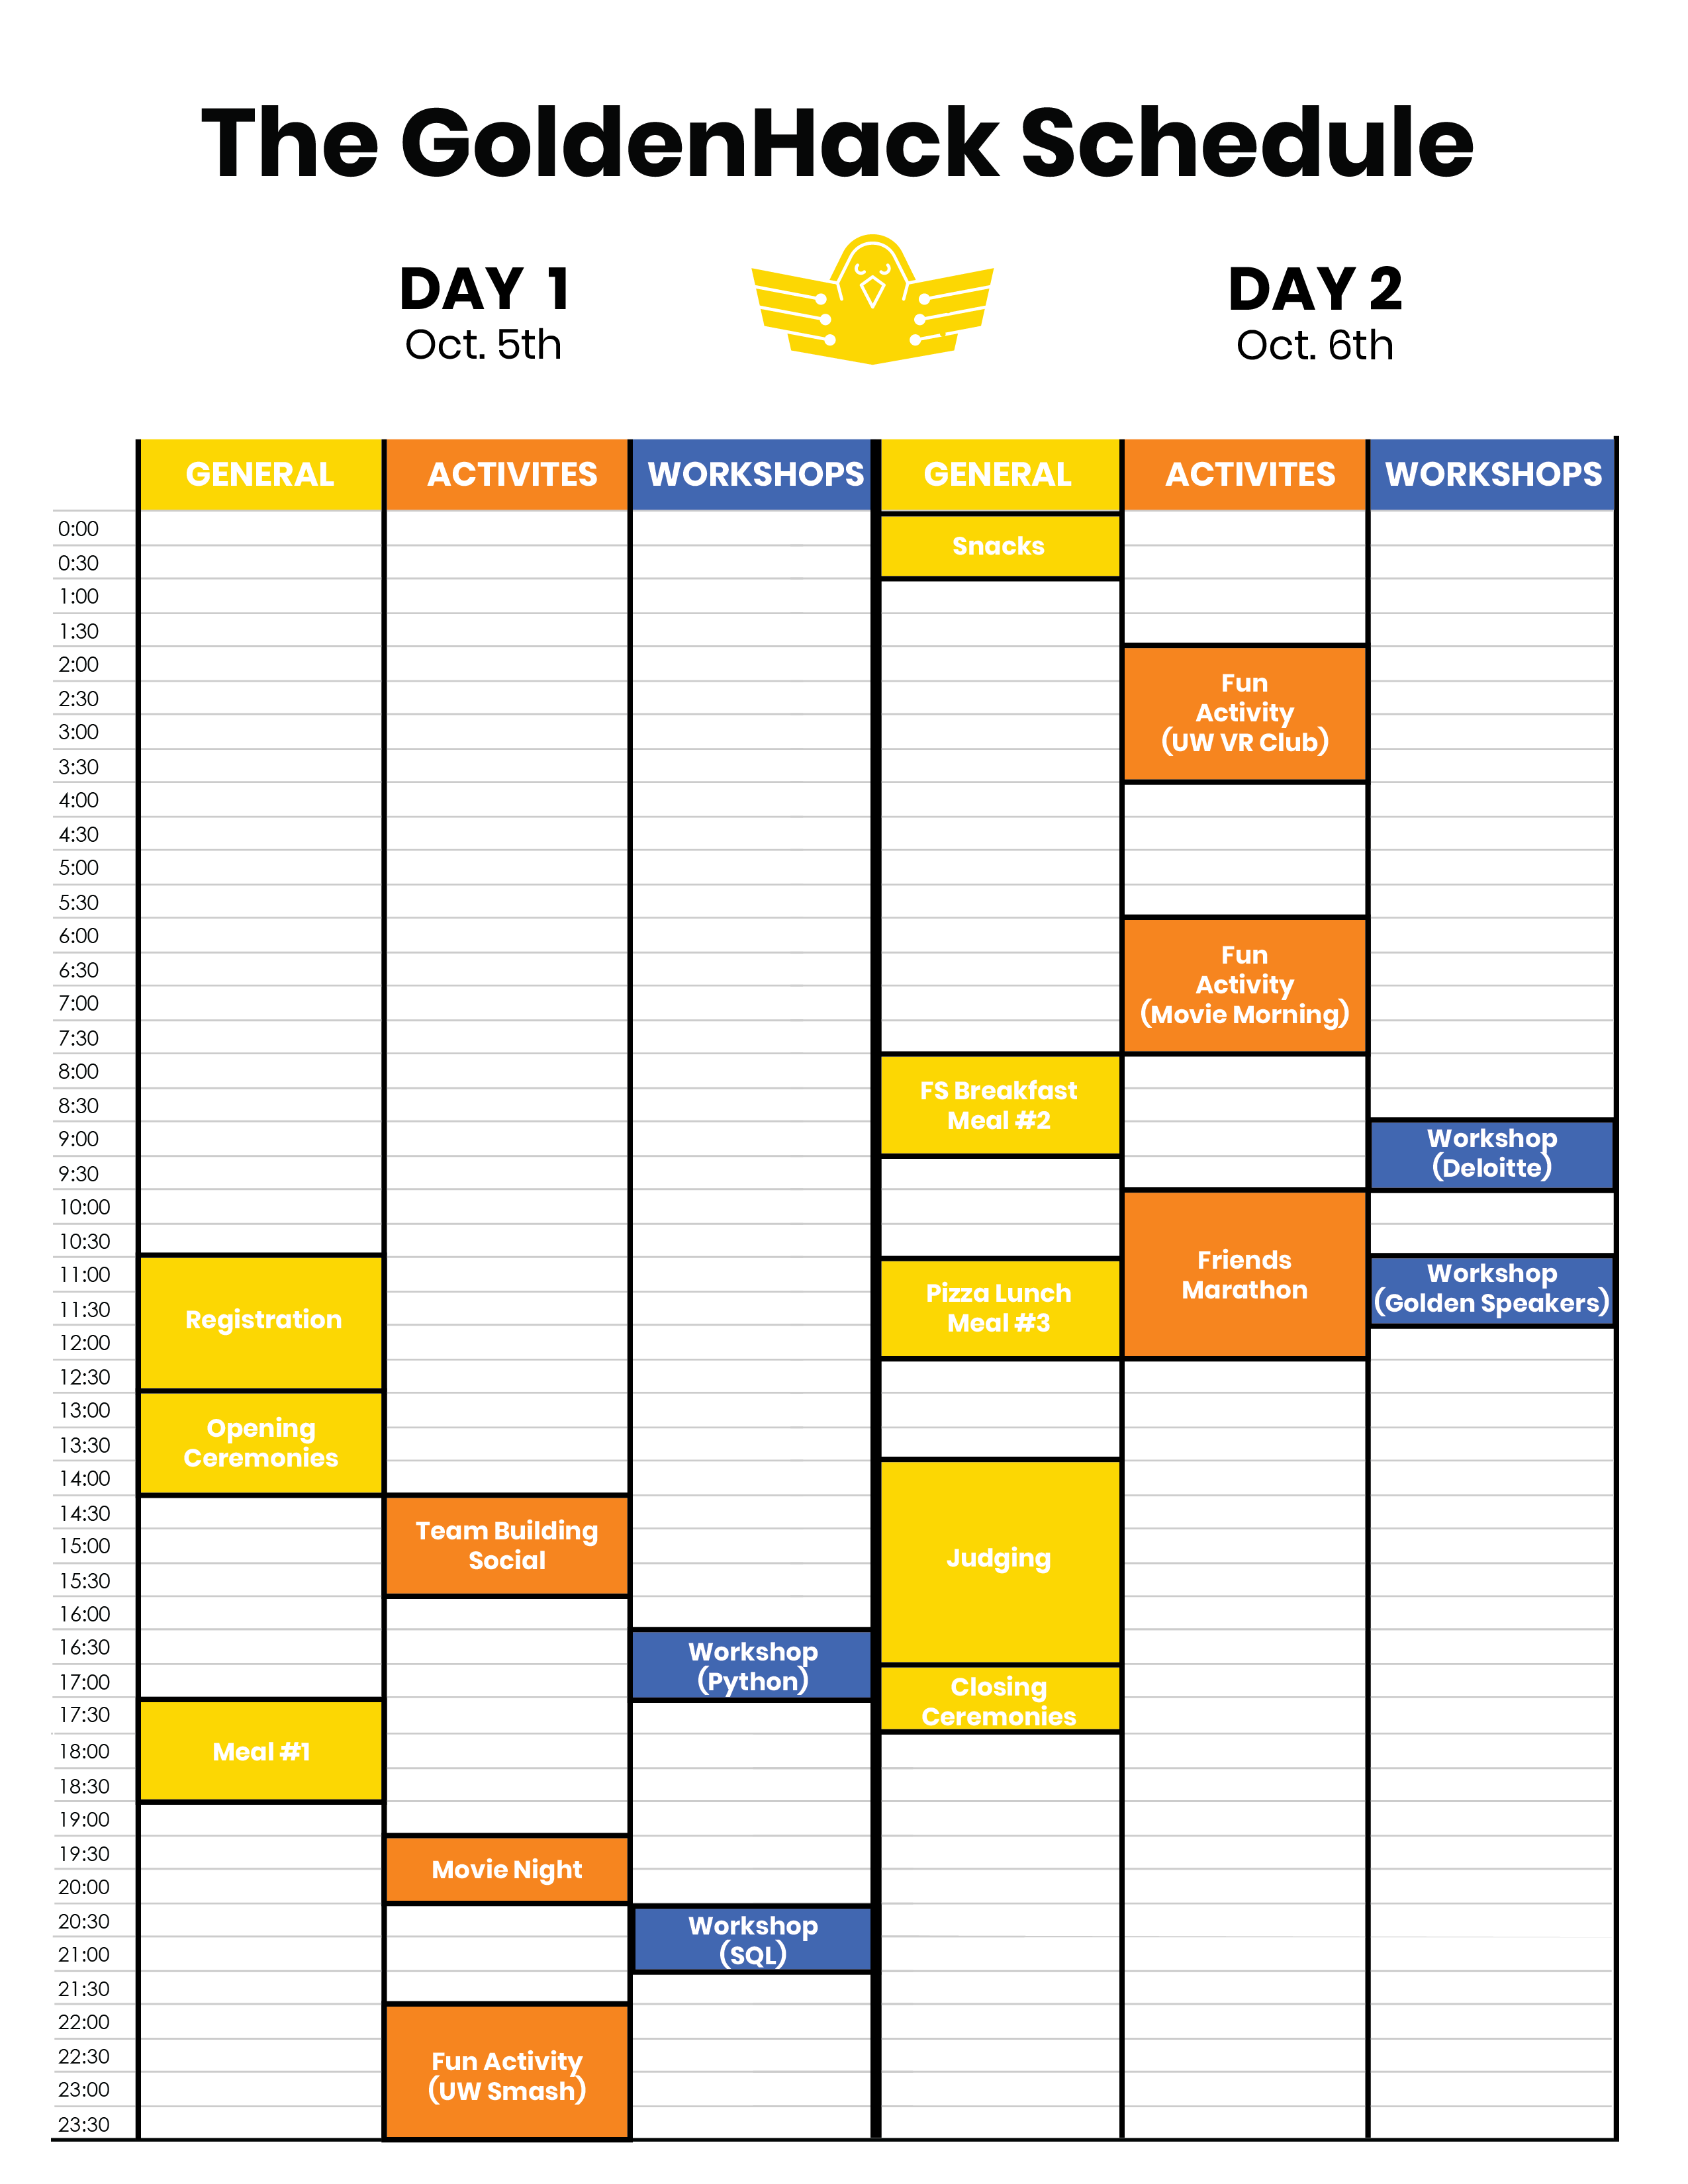 The GoldenHack Schedule
DAY 1
Oct. 5th
DAY 2
Oct. 6th
GENERAL
ACTIVITES
WORKSHOPS
GENERAL
ACTIVITES
WORKSHOPS
0:00
0:30
1:00
1:30
2:00
2:30
3:00
3:30
4:00
4:30
5:00
5:30
6:00
6:30
7:00
7:30
8:00
8:30
9:00
9:30
10:00
10:30
11:00
11:30
12:00
12:30
13:00
13:30
14:00
14:30
15:00
15:30
16:00
16:30
17:00
17:30
18:00
18:30
19:00
19:30
20:00
20:30
21:00
21:30
22:00
22:30
23:00
23:30
Registration
Opening
Ceremonies
Meal #1
Team Building
Social
Movie Night
Fun Activity
(UW Smash)
Workshop
(Python)
Workshop
(SQL)
Snacks
FS Breakfast
Meal #2
Pizza Lunch
Meal #3
Judging
Closing
Ceremonies
Fun
Activity
(UW VR Club)
Fun
Activity
(Movie Morning)
Friends
Marathon
Workshop
(Deloitte)
Workshop
(Golden Speakers)